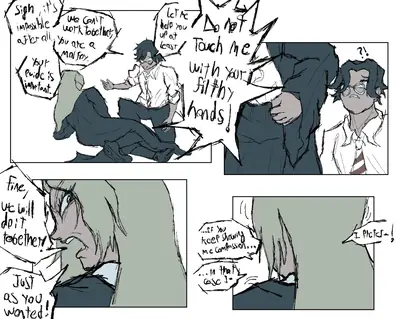 Sigh, it's
impossible
after all.
we can't
work together,
you are a
malfoy.
Your
pride is
important.
Let me
help you
up at
least.
Do not
Touch me
with your
filthy
hands!
?!
Fine,
we will
do it
together
Just
as you
wanted!
...if you
keep showing
me compassion...
...in that
case I-